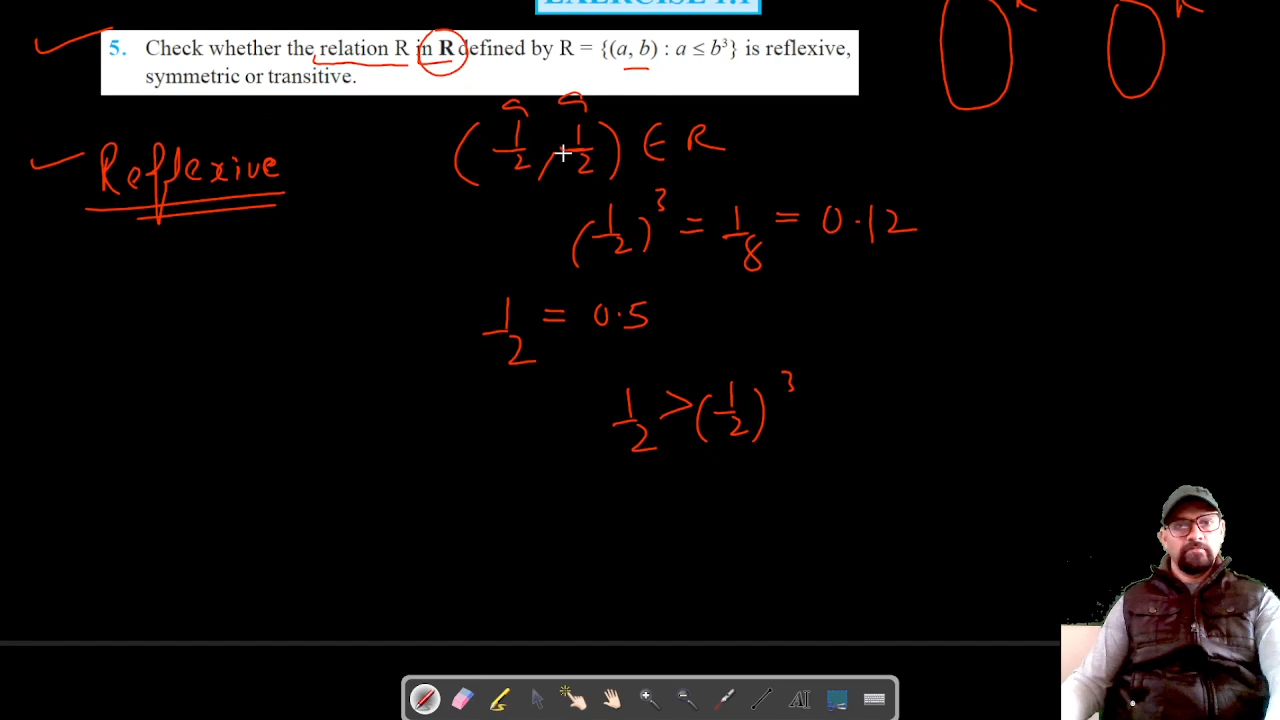 EXERCISE 1.1
5. Check whether the relation R in R defined by R = {(a, b) : a ≤ b³} is reflexive,
symmetric or transitive.
R R
a a
(1/2, 1/2) ∈ R
Reflexive
(1/2)³ = 1/8 = 0.12
1/2 = 0.5
1/2 > (1/2)³
AI